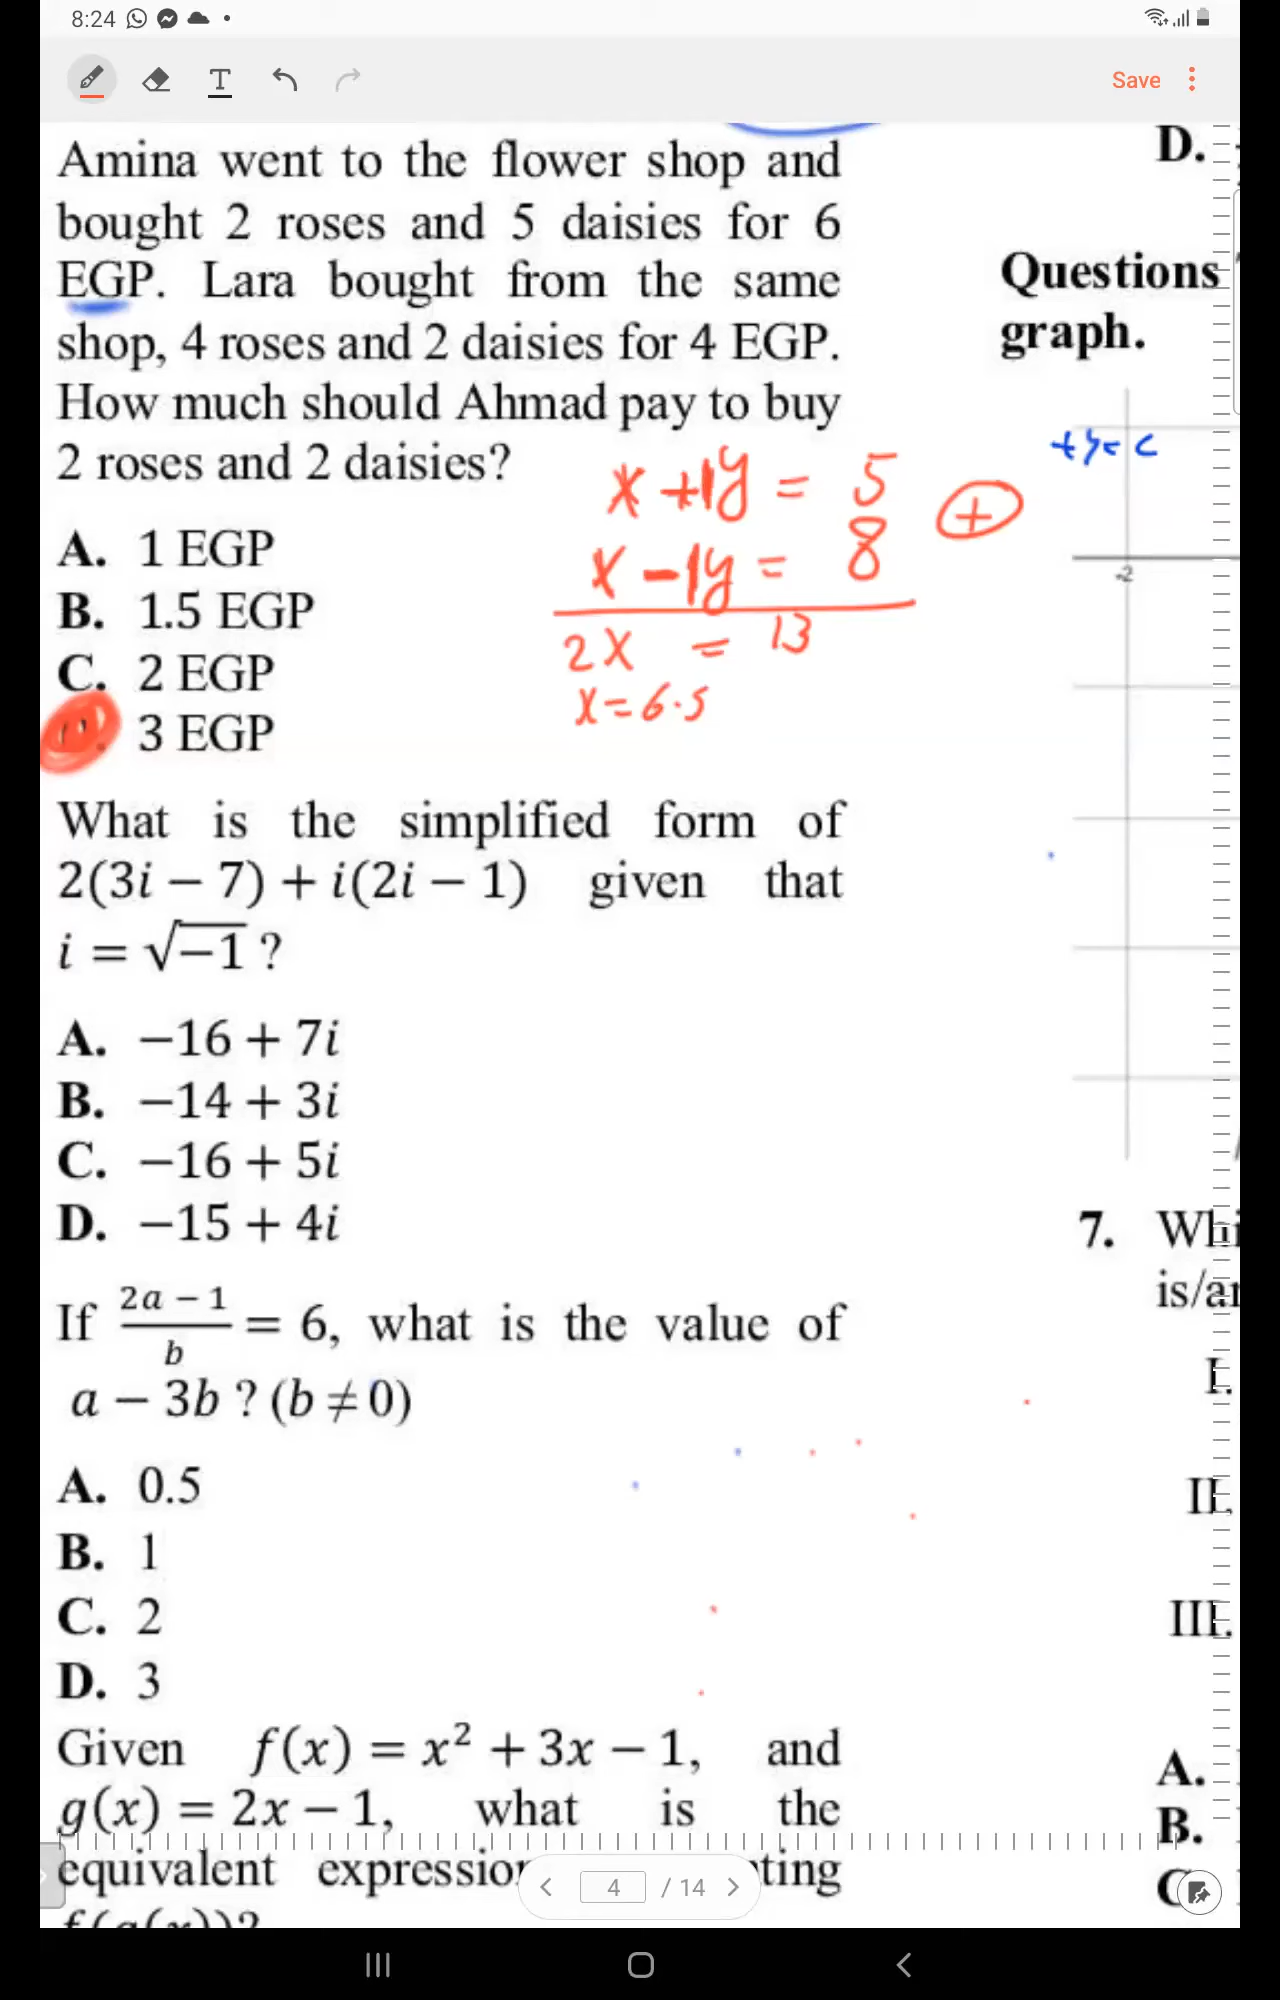 8:24
Save
Amina went to the flower shop and
bought 2 roses and 5 daisies for 6
EGP. Lara bought from the same
shop, 4 roses and 2 daisies for 4 EGP.
How much should Ahmad pay to buy
2 roses and 2 daisies?
A. 1 EGP
B. 1.5 EGP
C. 2 EGP
3 EGP
x + 1y = 5
x - 1y = 8
+
2x = 13
x = 6.5
What is the simplified form of
2(3i − 7) + i(2i − 1) given that
i = √−1 ?
A. −16 + 7i
B. −14 + 3i
C. −16 + 5i
D. −15 + 4i
If (2a − 1)/b = 6, what is the value of
a − 3b ? (b ≠ 0)
A. 0.5
B. 1
C. 2
D. 3
Given f(x) = x² + 3x − 1, and
g(x) = 2x − 1, what is the
equivalent
f(g(x))?
4 / 14
D.
Questions
graph.
-2
7.
is/
I.
II.
III.
A.
B.
C